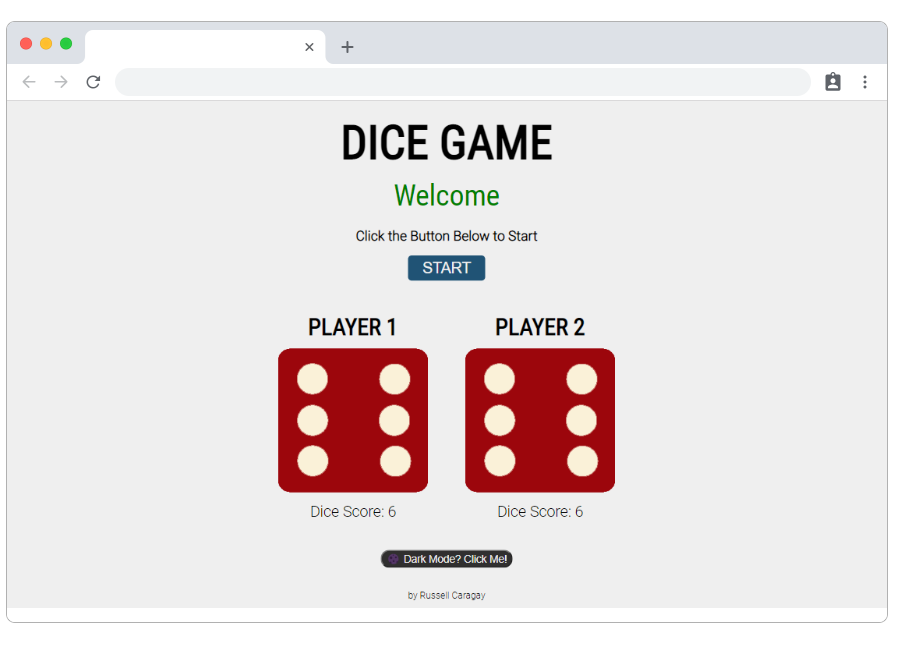 DICE GAME
Welcome
Click the Button Below to Start
START
PLAYER 1 PLAYER 2
Dice Score: 6 Dice Score: 6
Dark Mode? Click Me!
by Russell Caragay